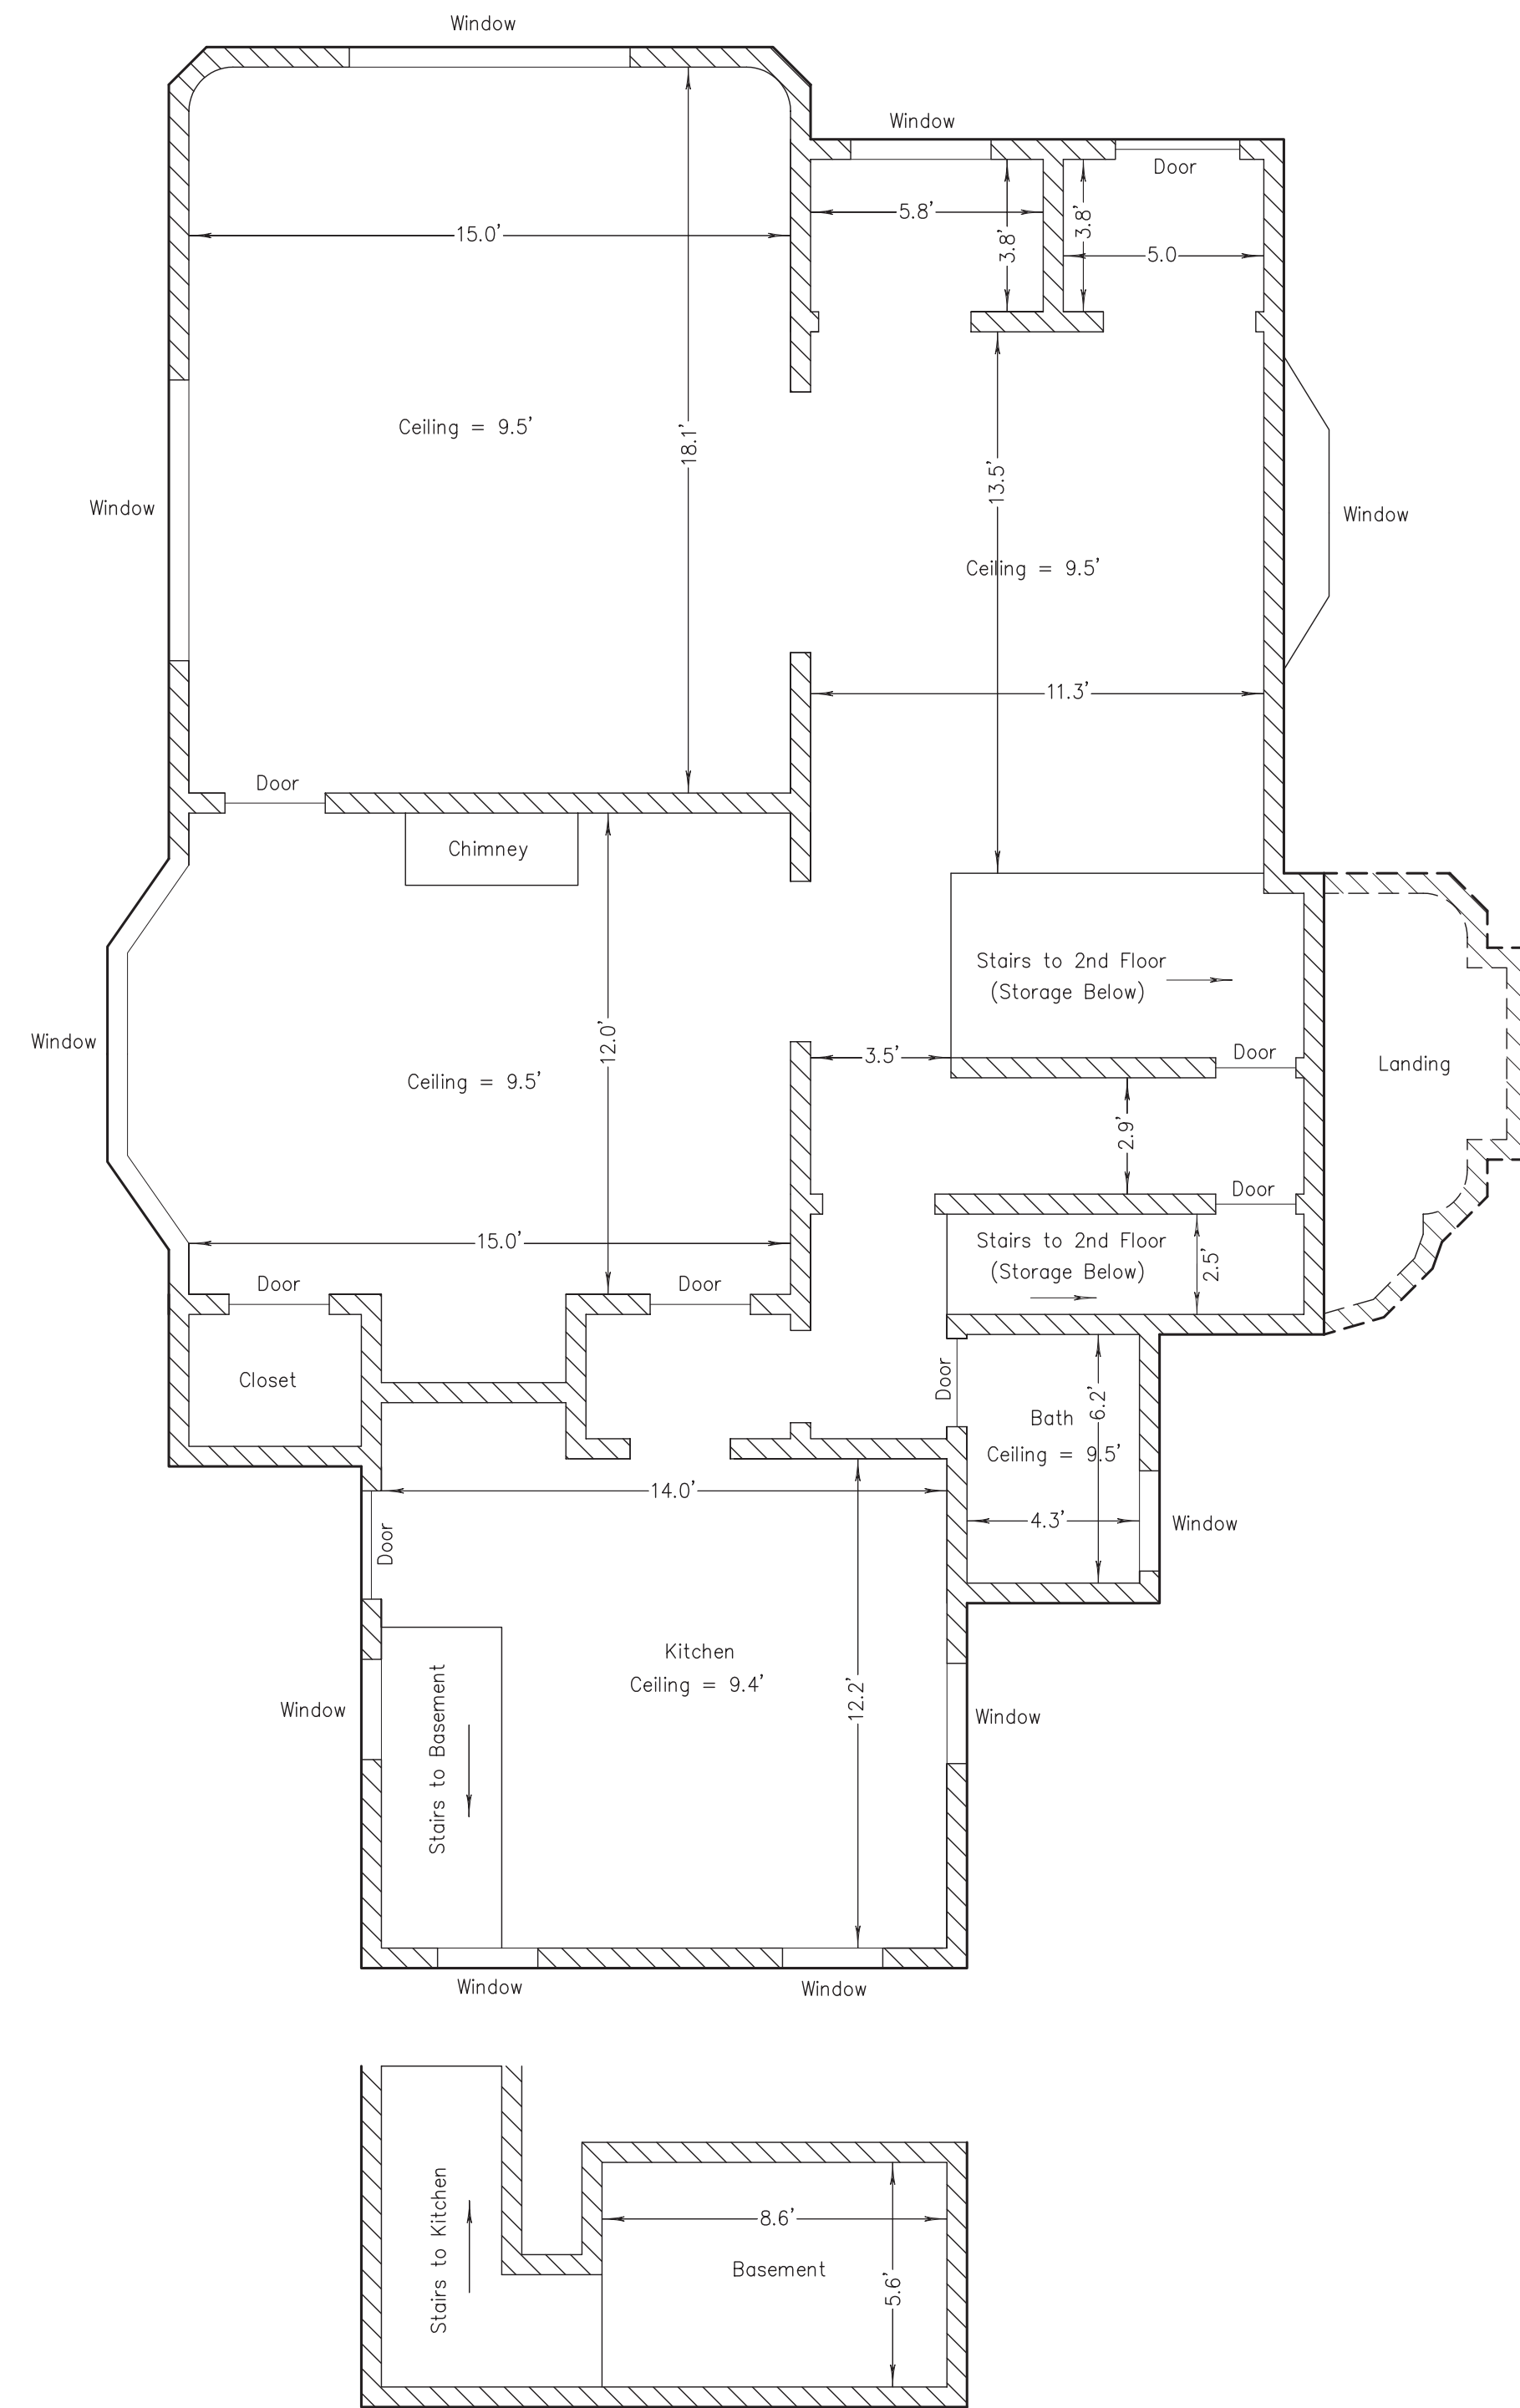 Window
Window
Door
5.8'
3.8'
3.8'
15.0'
5.0
Ceiling = 9.5'
18.1'
13.5'
Window
Window
Ceiling = 9.5'
11.3'
Door
Chimney
Stairs to 2nd Floor
(Storage Below)
Window
12.0'
3.5'
Door
Landing
Ceiling = 9.5'
2.9'
Door
15.0'
Stairs to 2nd Floor
(Storage Below)
2.5'
Door
Door
Closet
Door
6.2'
Bath
Ceiling = 9.5'
14.0'
4.3'
Window
Door
Kitchen
Ceiling = 9.4'
12.2'
Window
Stairs to Basement
Window
Window
Window
Stairs to Kitchen
8.6'
Basement
5.6'